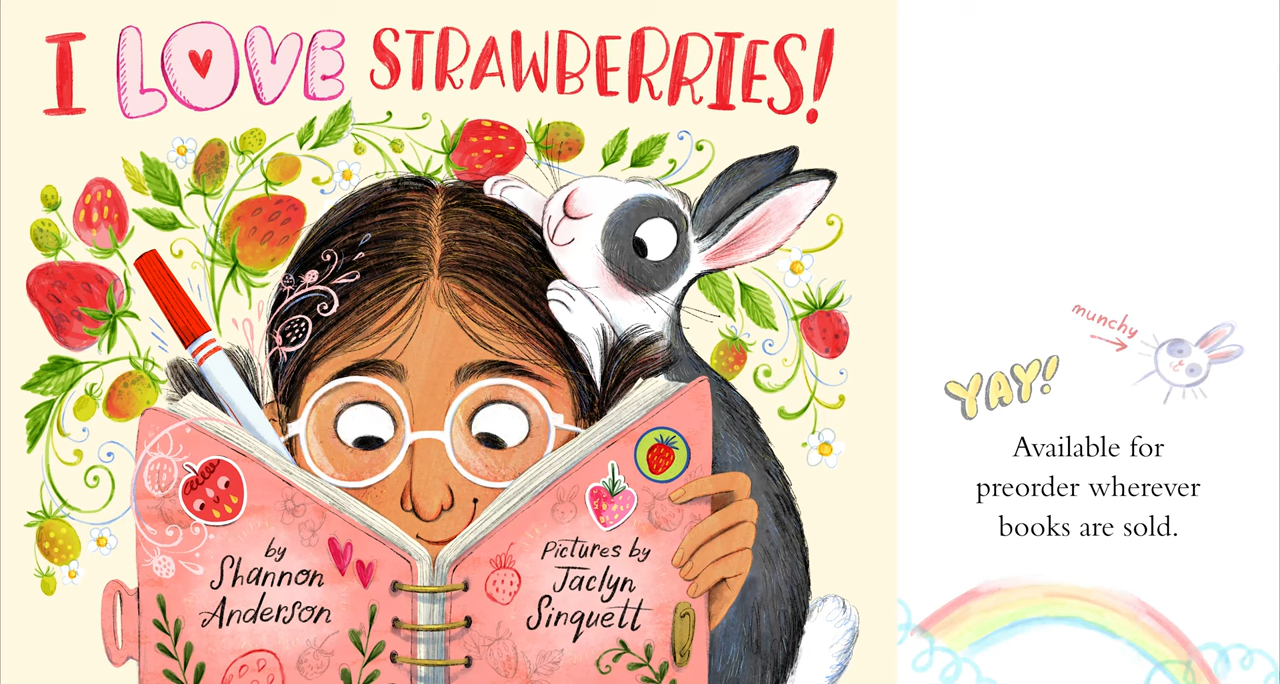 I LOVE STRAWBERRIES!
by
Shannon
Anderson
Pictures by
Jaclyn
Sinquett
munchy
YAY!
Available for
preorder wherever
books are sold.